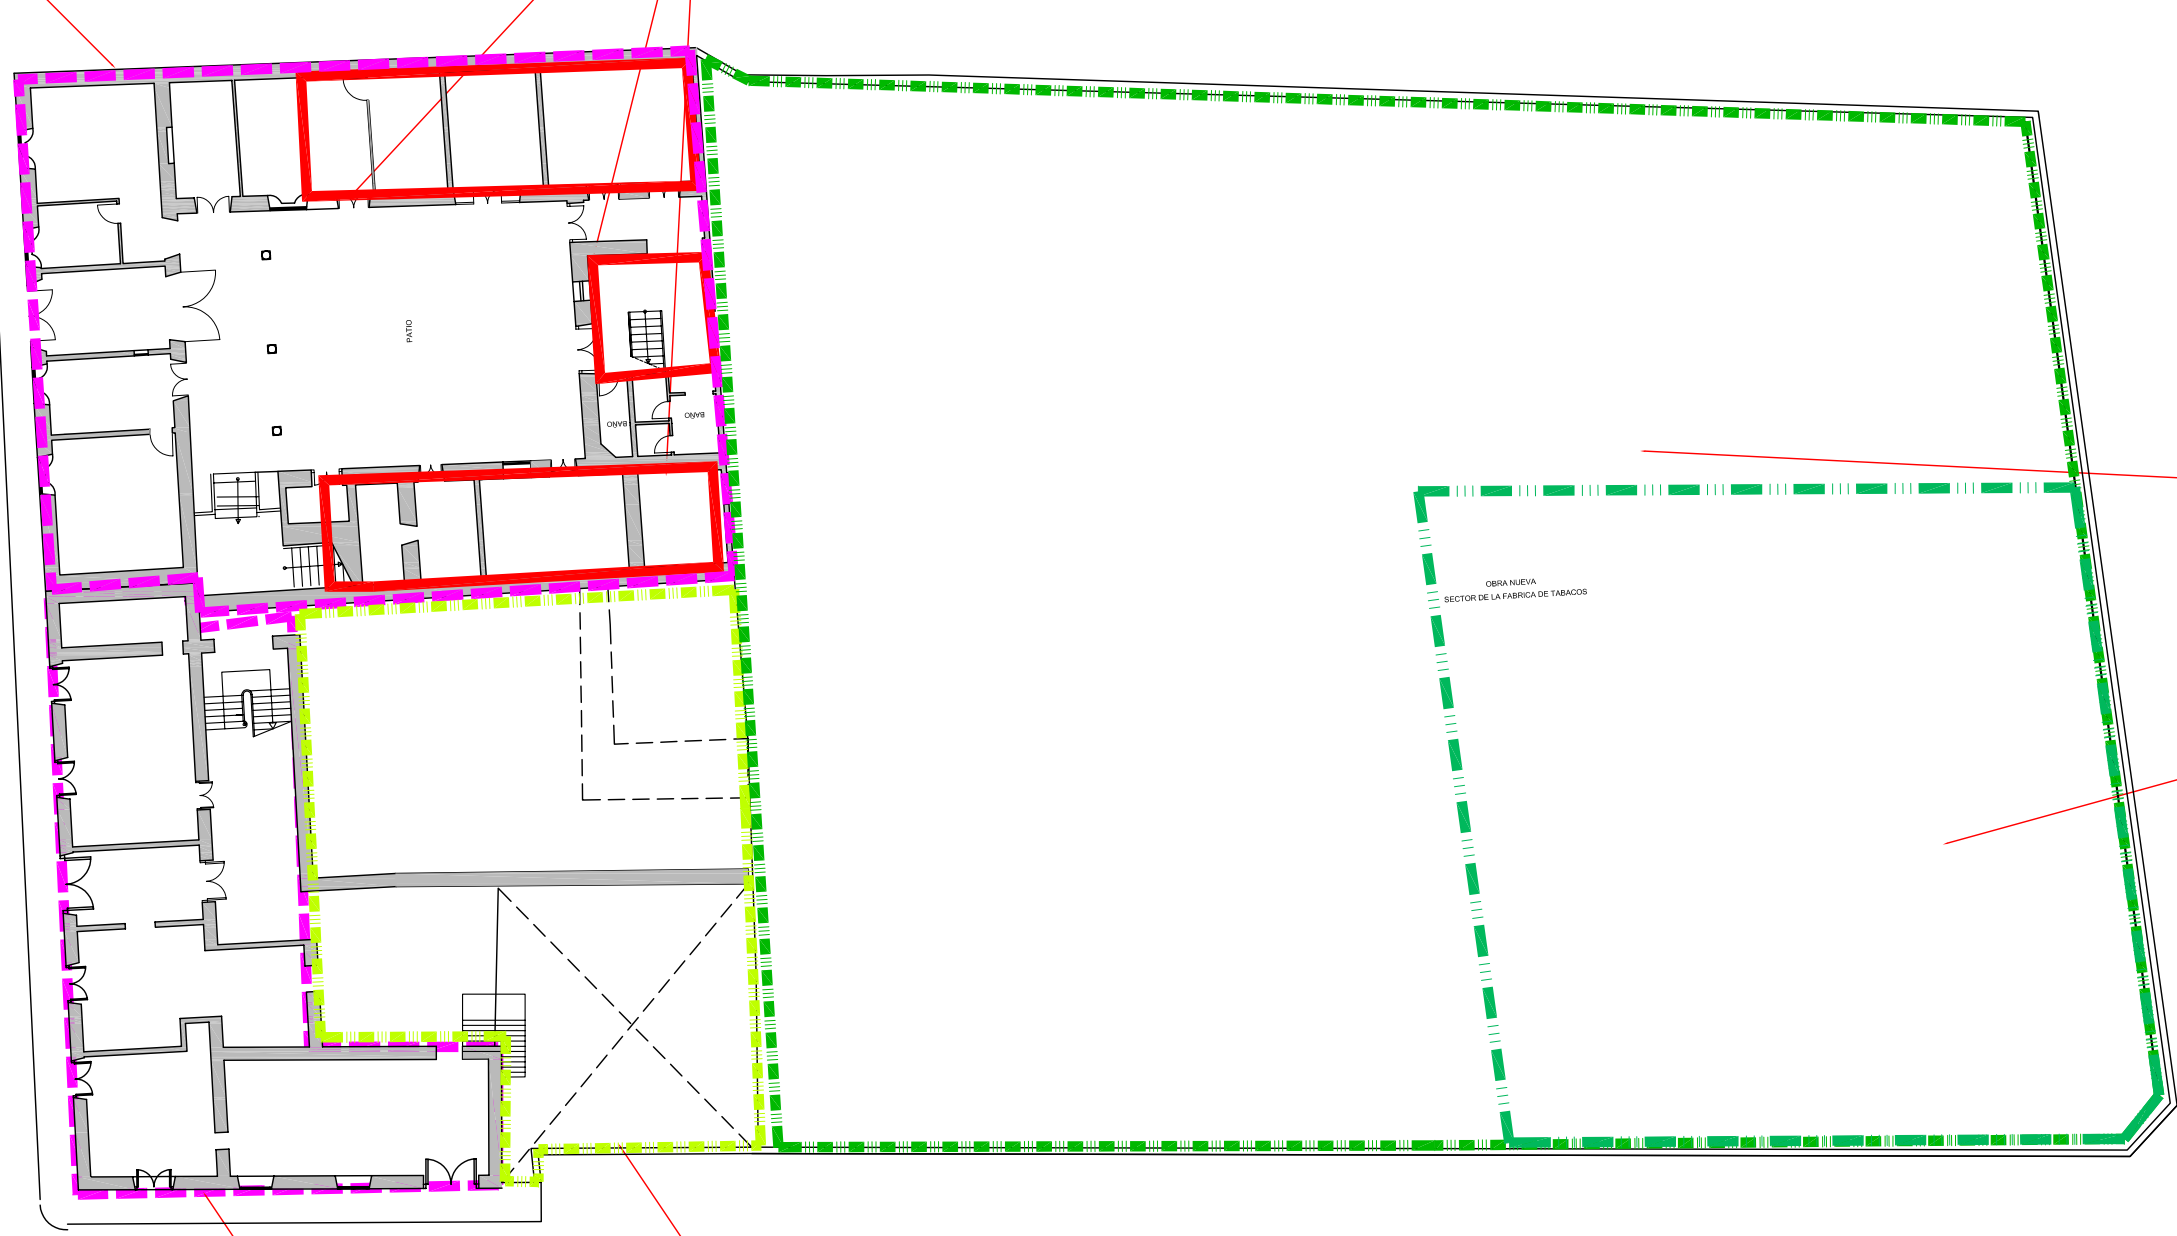 PATIO
BAÑO
BAÑO
OBRA NUEVA
SECTOR DE LA FABRICA DE TABACOS